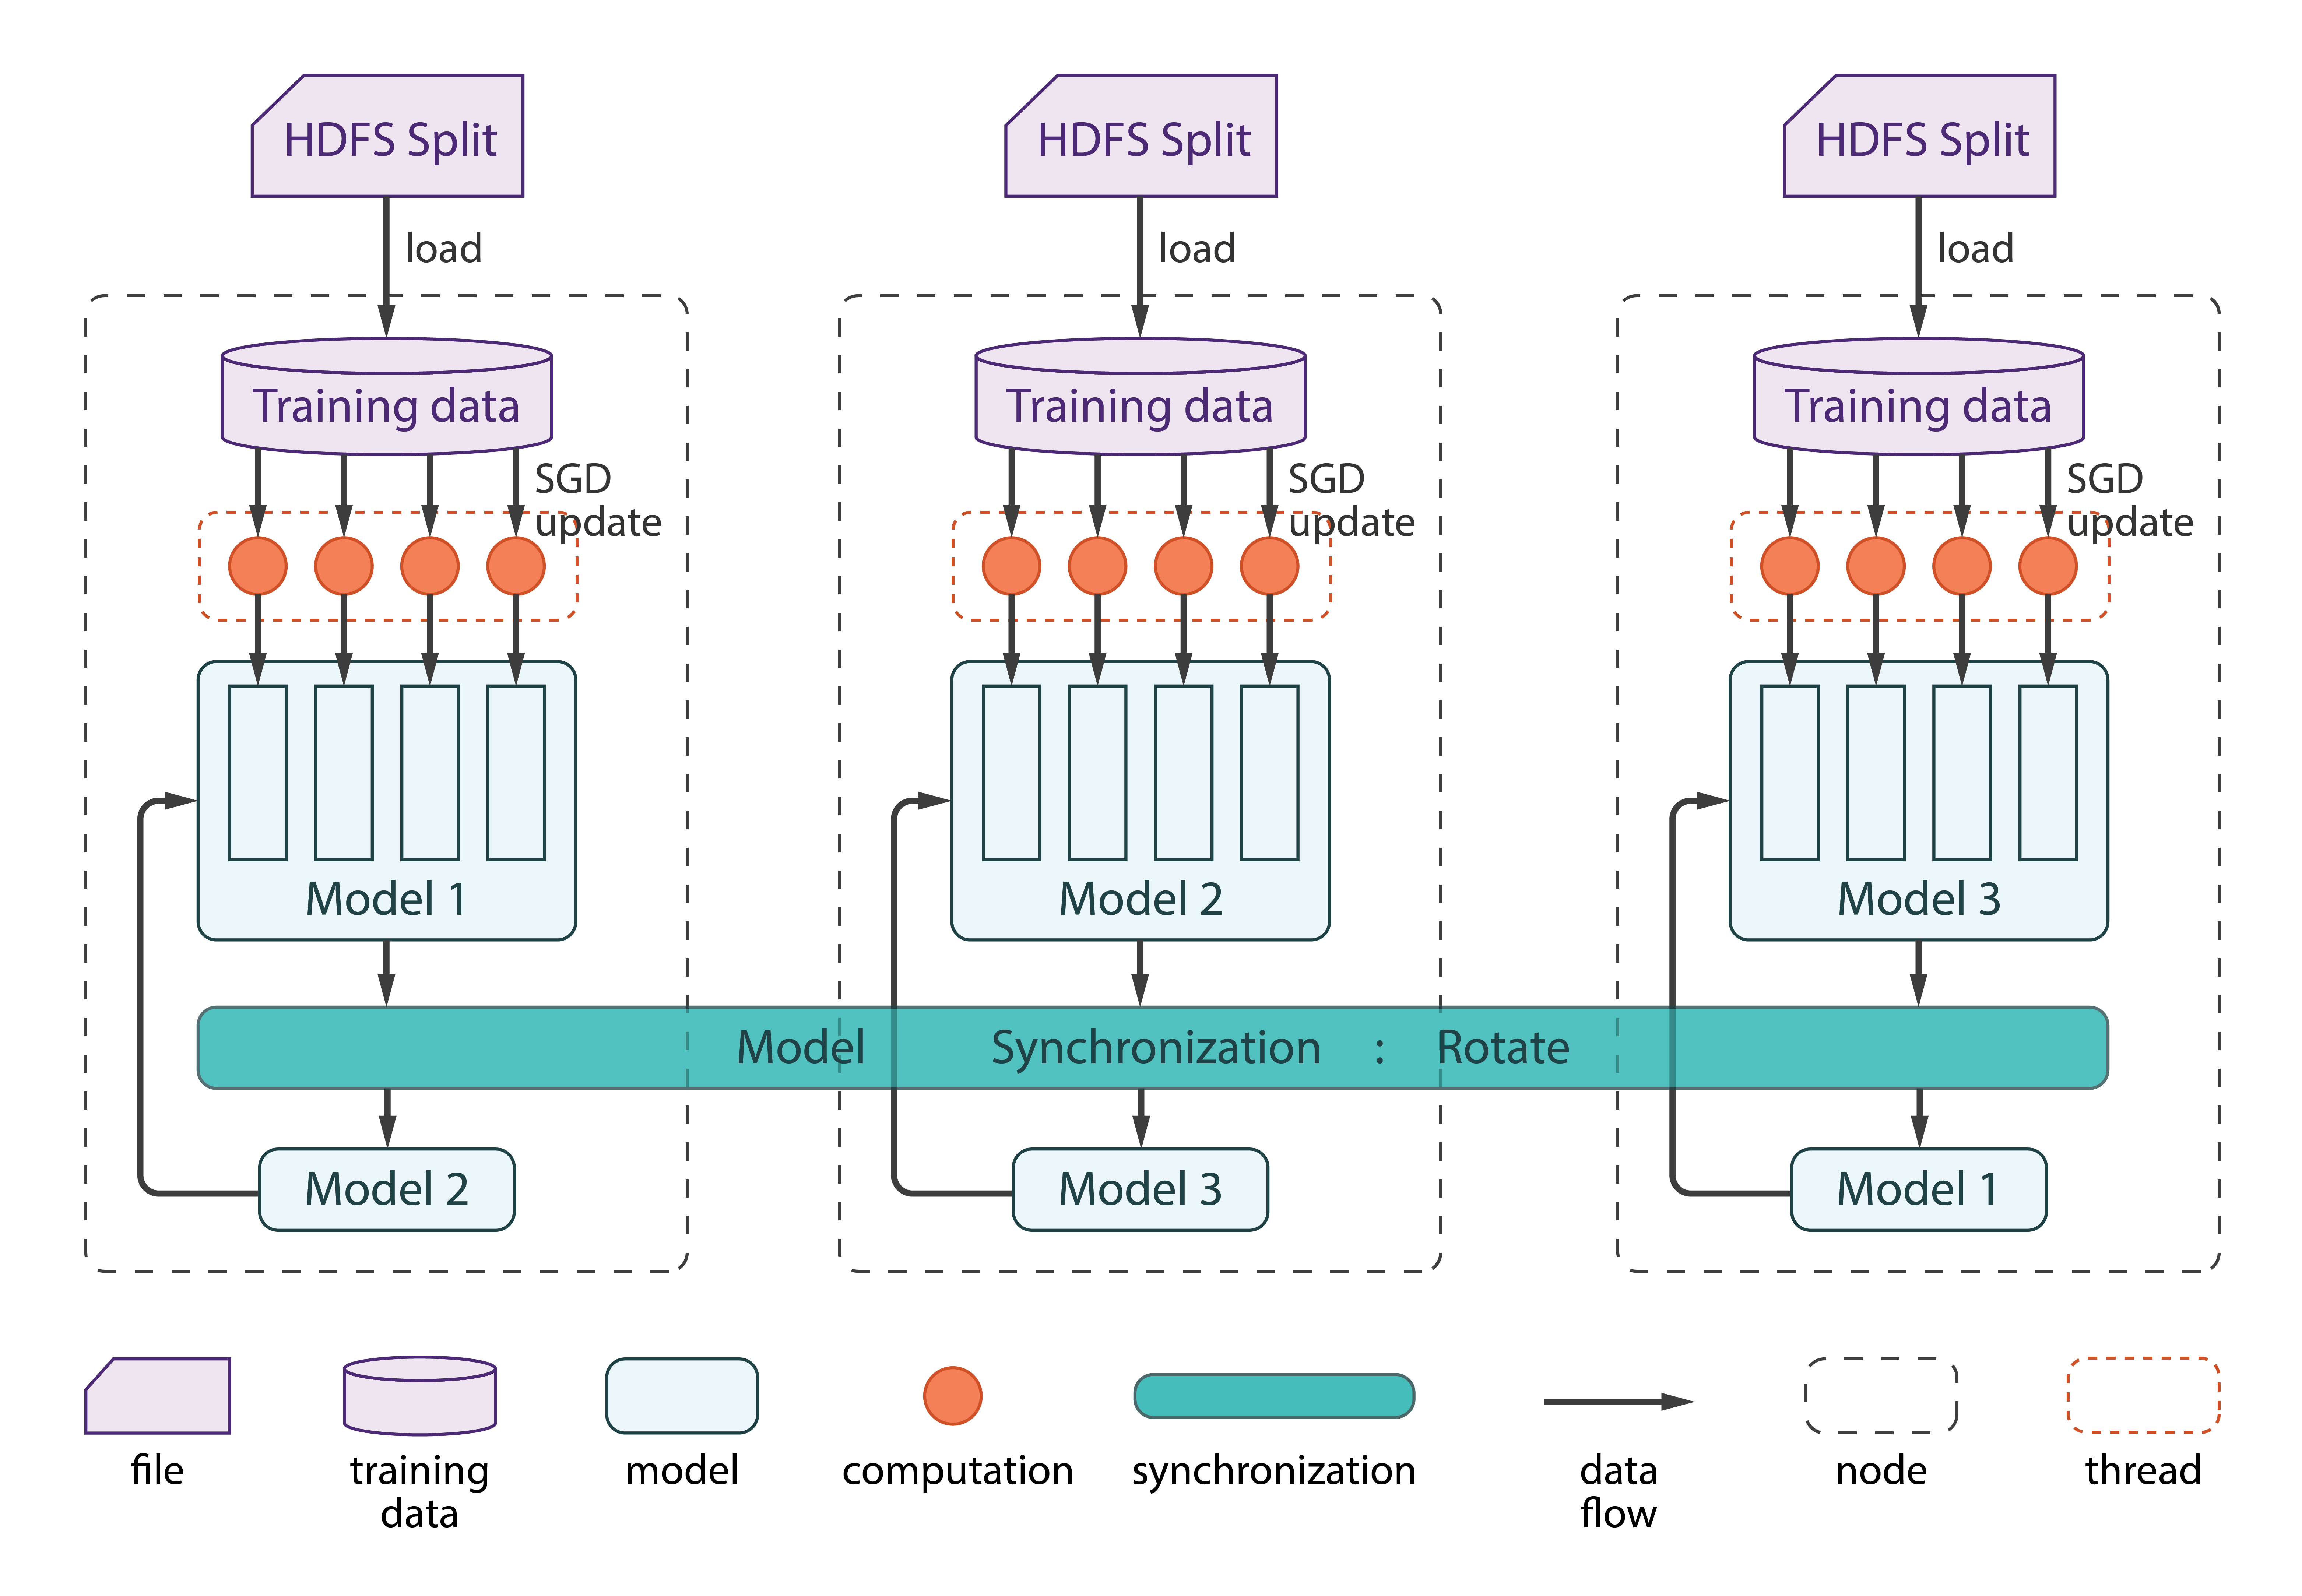 HDFS Split
HDFS Split
HDFS Split
load
load
load
Training data
Training data
Training data
SGD
update
SGD
update
SGD
update
Model 1
Model 2
Model 3
Model Synchronization : Rotate
Model 2
Model 3
Model 1
file
training
data
model
computation
synchronization
data
flow
node
thread